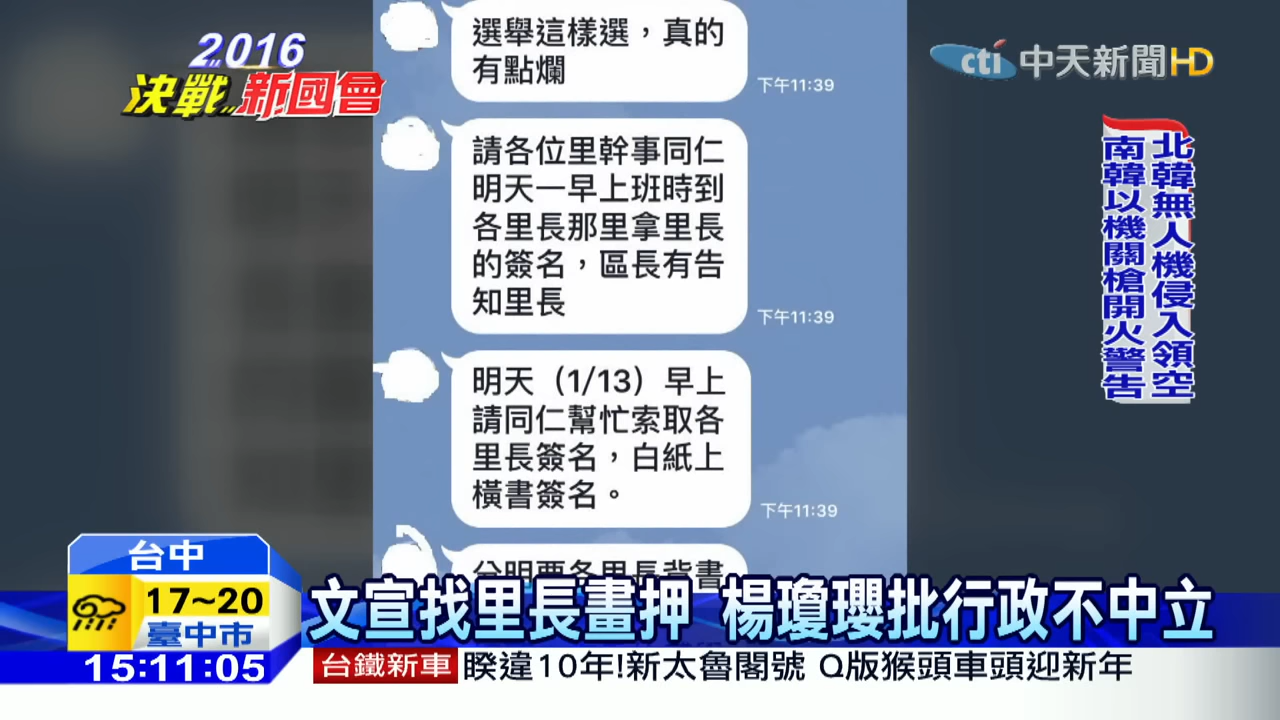 2016
決戰新國會
cti 中天新聞HD
選舉這樣選，真的
有點爛
下午11:39
請各位里幹事同仁
明天一早上班時到
各里長那里拿里長
的簽名，區長有告
知里長
下午11:39
明天（1/13）早上
請同仁幫忙索取各
里長簽名，白紙上
橫書簽名。
下午11:39
分明要各里長背書
北韓無人機侵入領空
南韓以機關槍開火警告
台中
17~20
臺中市
15:11:05
文宣找里長畫押 楊瓊瓔批行政不中立
台鐵新車 睽違10年!新太魯閣號 Q版猴頭車頭迎新年